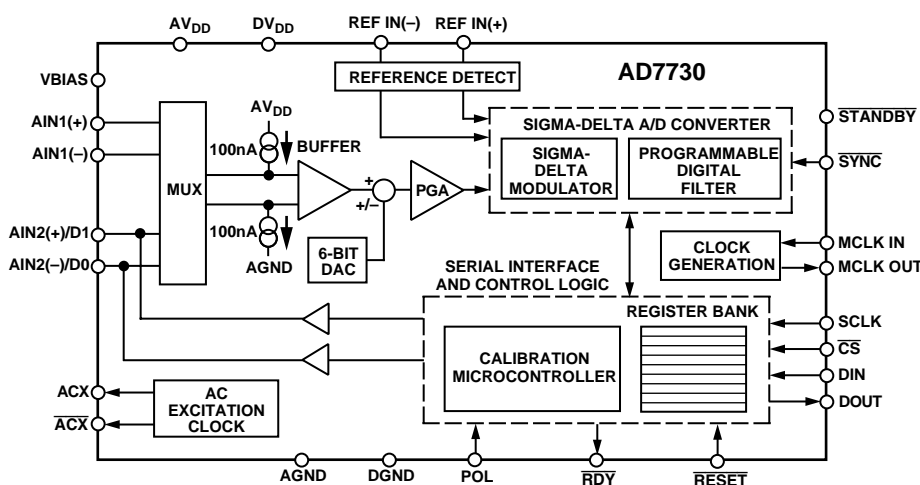 AVDD
DVDD
REF IN(–)
REF IN(+)
REFERENCE DETECT
AD7730
VBIAS
AIN1(+)
AIN1(–)
AIN2(+)/D1
AIN2(–)/D0
MUX
AVDD
100nA
BUFFER
100nA
AGND
+
+/–
6-BIT
DAC
PGA
SIGMA-DELTA A/D CONVERTER
SIGMA-
DELTA
MODULATOR
PROGRAMMABLE
DIGITAL
FILTER
STANDBY
SYNC
CLOCK
GENERATION
MCLK IN
MCLK OUT
SERIAL INTERFACE
AND CONTROL LOGIC
REGISTER BANK
CALIBRATION
MICROCONTROLLER
SCLK
CS
DIN
DOUT
ACX
ACX
AC
EXCITATION
CLOCK
AGND
DGND
POL
RDY
RESET